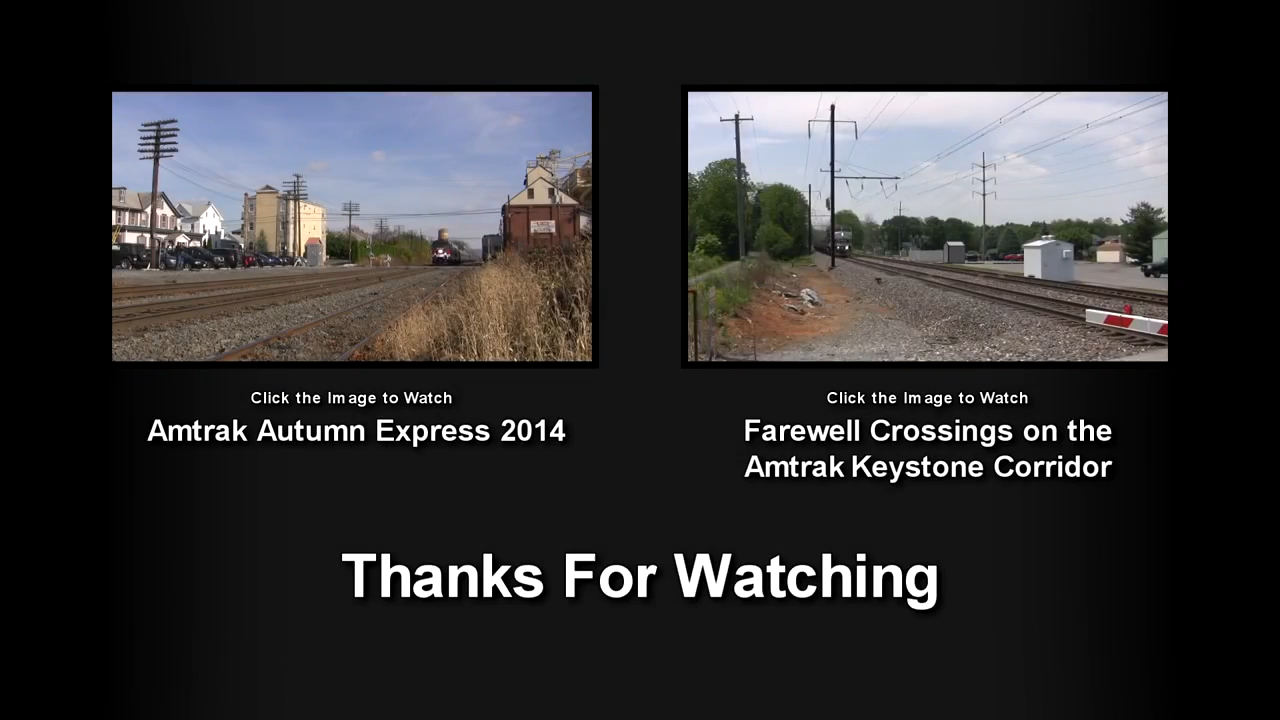 Click the Image to Watch
Amtrak Autumn Express 2014
Click the Image to Watch
Farewell Crossings on the
Amtrak Keystone Corridor
Thanks For Watching